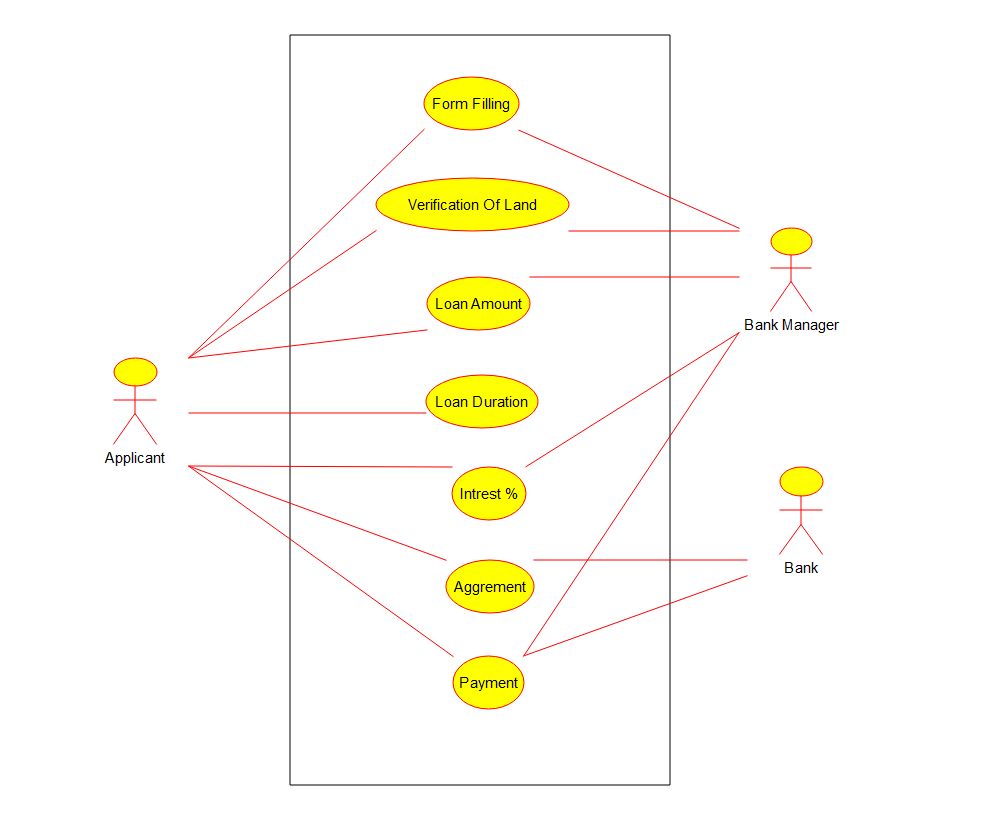 Form Filling
Verification Of Land
Loan Amount
Bank Manager
Loan Duration
Applicant
Intrest %
Bank
Aggrement
Payment